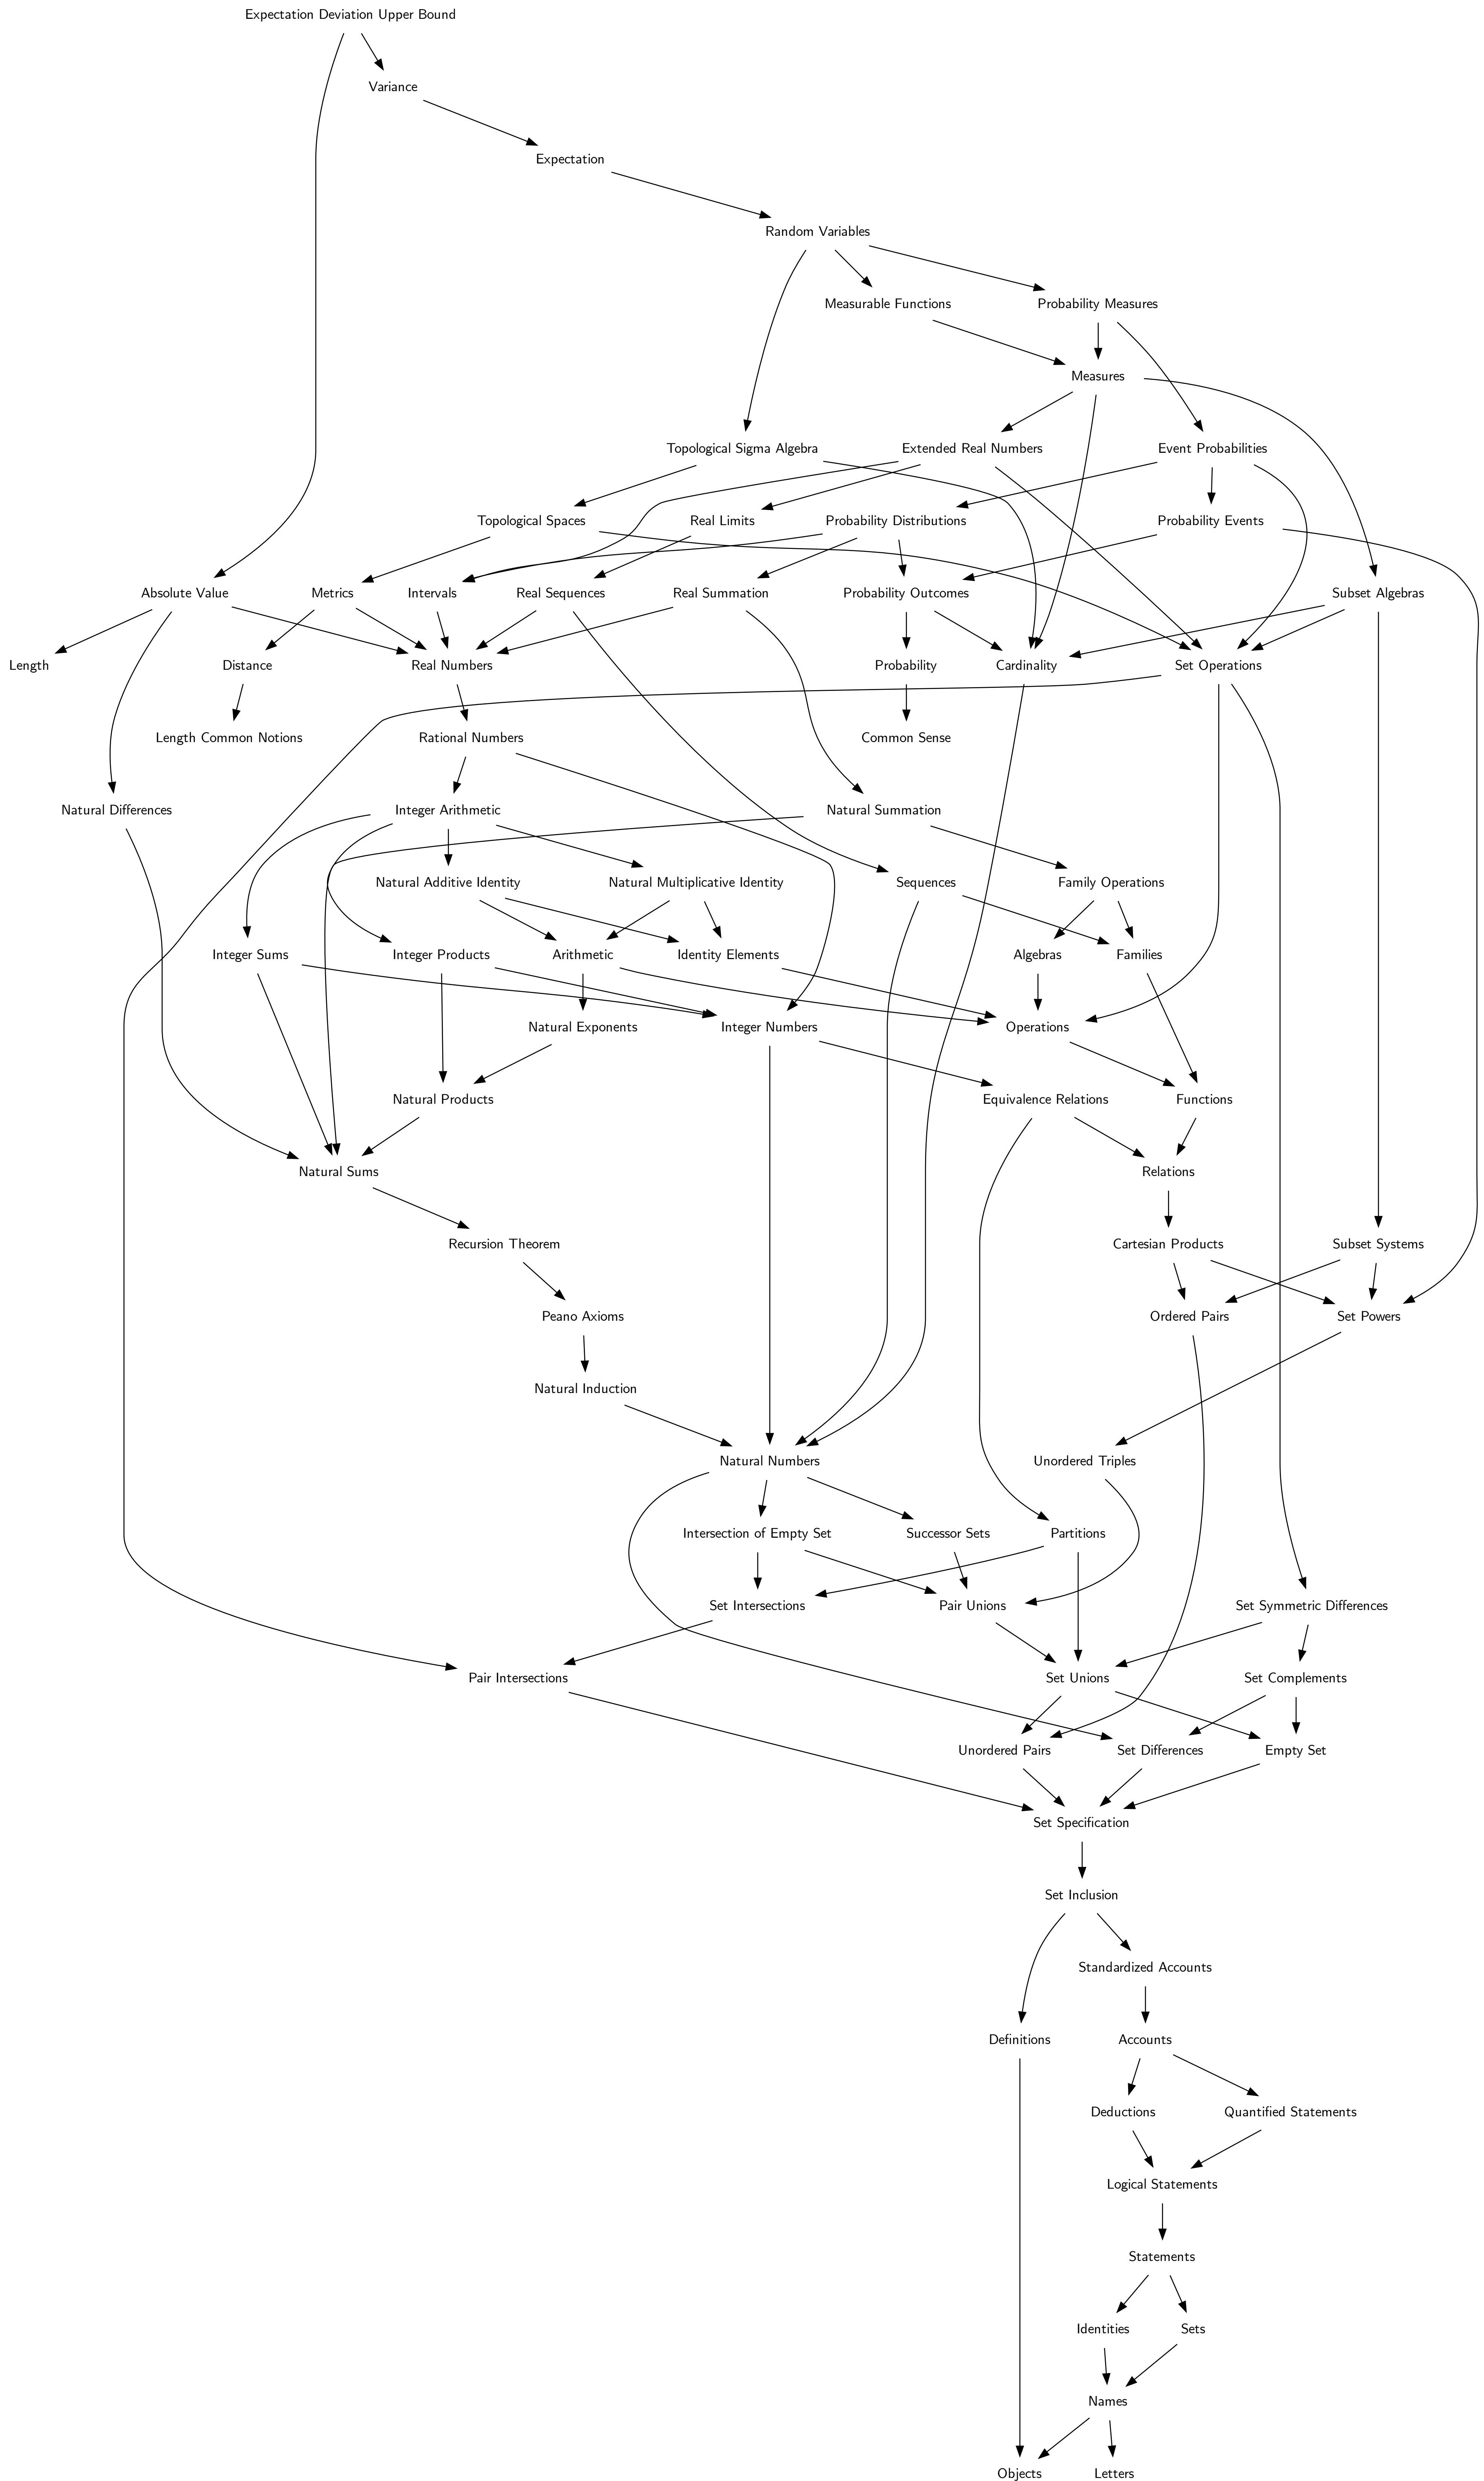 Expectation Deviation Upper Bound
Variance
Expectation
Random Variables
Measurable Functions
Probability Measures
Measures
Topological Sigma Algebra
Extended Real Numbers
Event Probabilities
Topological Spaces
Real Limits
Probability Distributions
Probability Events
Absolute Value
Metrics
Intervals
Real Sequences
Real Summation
Probability Outcomes
Subset Algebras
Length
Distance
Real Numbers
Probability
Cardinality
Set Operations
Length Common Notions
Rational Numbers
Common Sense
Natural Differences
Integer Arithmetic
Natural Summation
Natural Additive Identity
Natural Multiplicative Identity
Sequences
Family Operations
Integer Sums
Integer Products
Arithmetic
Identity Elements
Algebras
Families
Natural Exponents
Integer Numbers
Operations
Natural Products
Equivalence Relations
Functions
Natural Sums
Relations
Recursion Theorem
Cartesian Products
Subset Systems
Peano Axioms
Ordered Pairs
Set Powers
Natural Induction
Natural Numbers
Unordered Triples
Intersection of Empty Set
Successor Sets
Partitions
Set Intersections
Pair Unions
Set Symmetric Differences
Pair Intersections
Set Unions
Set Complements
Unordered Pairs
Set Differences
Empty Set
Set Specification
Set Inclusion
Standardized Accounts
Definitions
Accounts
Deductions
Quantified Statements
Logical Statements
Statements
Identities
Sets
Names
Objects
Letters